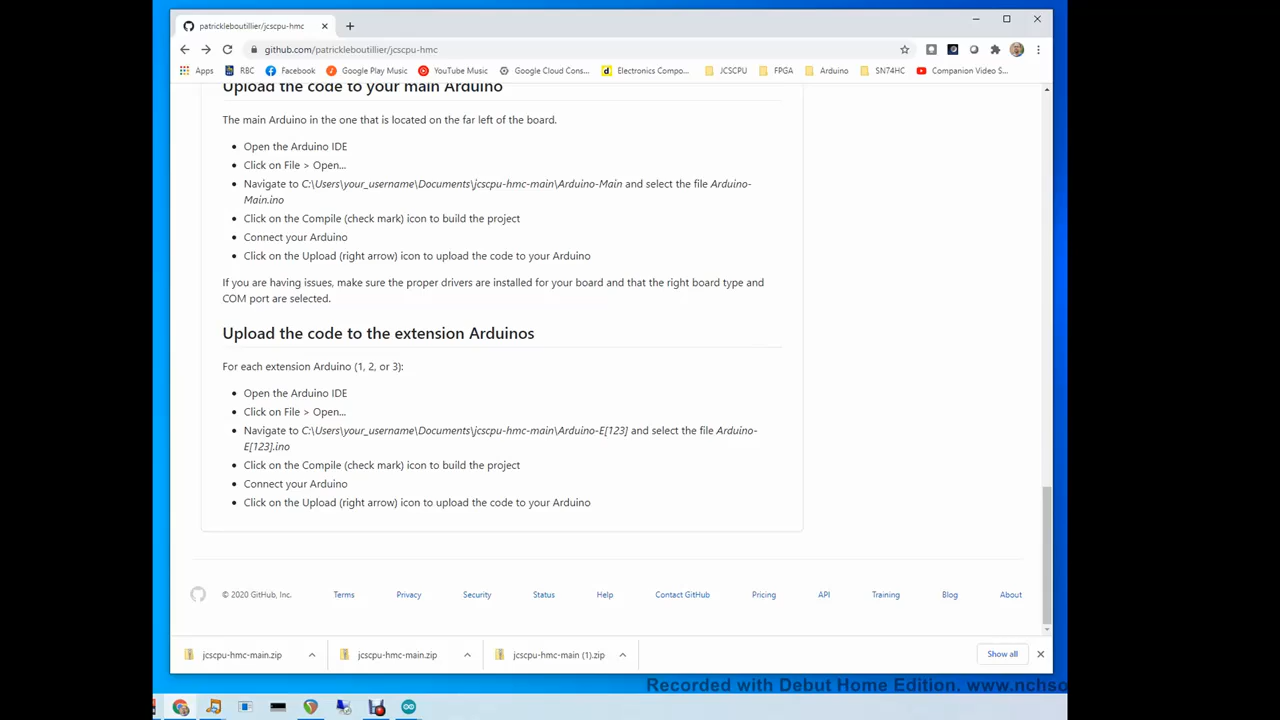 patrickleboutillier/jcscpu-hmc
github.com/patrickleboutillier/jcscpu-hmc
Apps RBC Facebook Google Play Music YouTube Music Google Cloud Cons... Electronics Compo... JCSCPU FPGA Arduino SN74HC Companion Video S...
Upload the code to your main Arduino
The main Arduino in the one that is located on the far left of the board.
Open the Arduino IDE
Click on File > Open...
Navigate to C:\Users\your_username\Documents\jcscpu-hmc-main\Arduino-Main and select the file Arduino-
Main.ino
Click on the Compile (check mark) icon to build the project
Connect your Arduino
Click on the Upload (right arrow) icon to upload the code to your Arduino
If you are having issues, make sure the proper drivers are installed for your board and that the right board type and
COM port are selected.
Upload the code to the extension Arduinos
For each extension Arduino (1, 2, or 3):
Open the Arduino IDE
Click on File > Open...
Navigate to C:\Users\your_username\Documents\jcscpu-hmc-main\Arduino-E[123] and select the file Arduino-
E[123].ino
Click on the Compile (check mark) icon to build the project
Connect your Arduino
Click on the Upload (right arrow) icon to upload the code to your Arduino
© 2020 GitHub, Inc. Terms Privacy Security Status Help Contact GitHub Pricing API Training Blog About
jcscpu-hmc-main.zip jcscpu-hmc-main.zip jcscpu-hmc-main (1).zip Show all
Recorded with Debut Home Edition. www.nchso